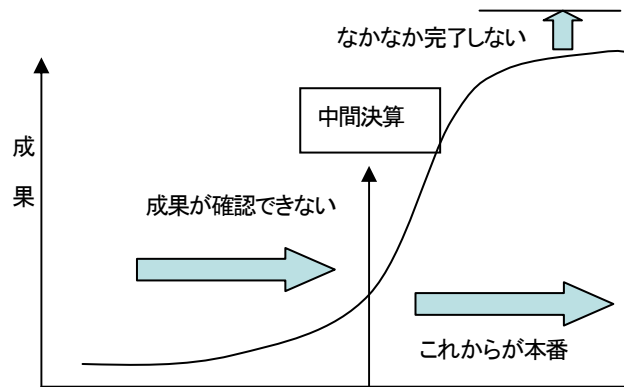 なかなか完了しない
中間決算
成果
成果が確認できない
これからが本番